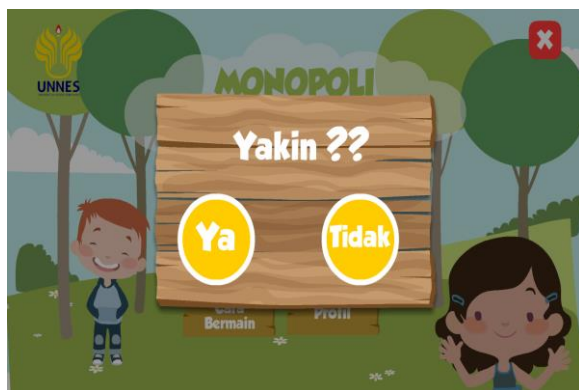 UNNES
MONOPOLI
Yakin ??
Ya
Tidak
Cara
Bermain
Profil